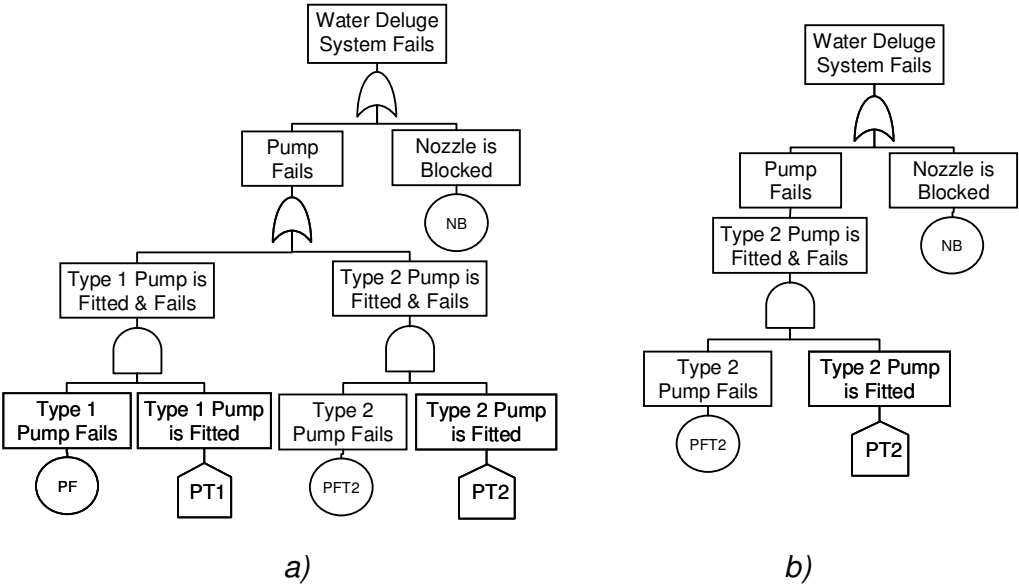 Water Deluge
System Fails
Pump
Fails
Nozzle is
Blocked
NB
Type 1 Pump is
Fitted & Fails
Type 2 Pump is
Fitted & Fails
Type 1
Pump Fails
Type 1 Pump
is Fitted
Type 2
Pump Fails
Type 2 Pump
is Fitted
PF
PT1
PFT2
PT2
a)
Water Deluge
System Fails
Pump
Fails
Nozzle is
Blocked
Type 2 Pump is
Fitted & Fails
NB
Type 2
Pump Fails
Type 2 Pump
is Fitted
PFT2
PT2
b)